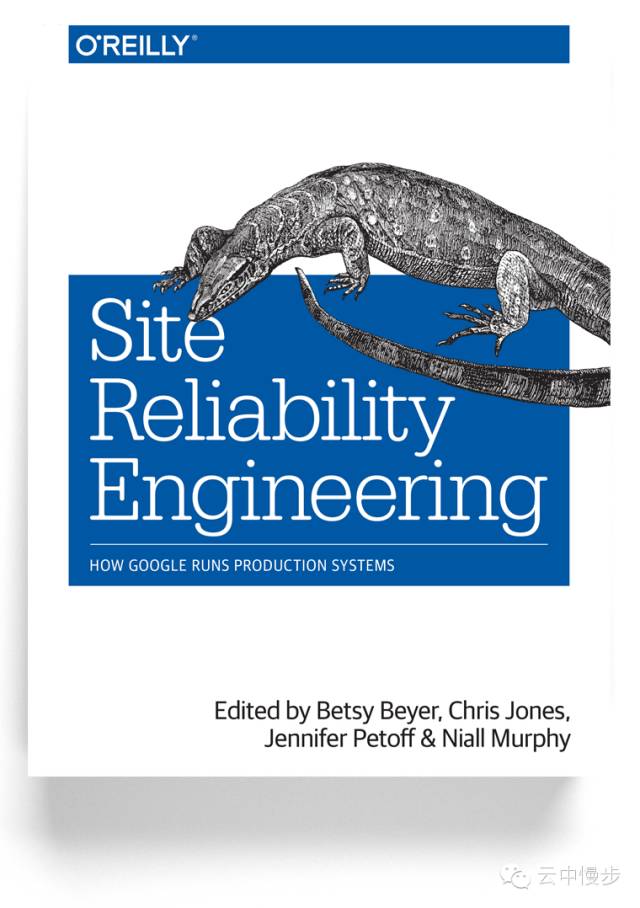 O'REILLY®
Site
Reliability
Engineering
HOW GOOGLE RUNS PRODUCTION SYSTEMS
Edited by Betsy Beyer, Chris Jones,
Jennifer Petoff & Niall Murphy
云中慢步